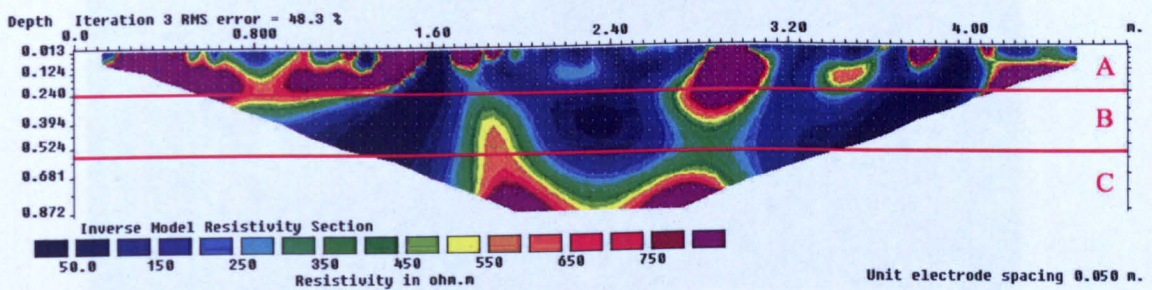 Depth Iteration 3 RMS error = 48.3 %
0.0 0.800 1.60 2.40 3.20 4.00 m.
0.013
0.124
0.240
0.394
0.524
0.681
0.872
A
B
C
Inverse Model Resistivity Section
50.0 150 250 350 450 550 650 750
Resistivity in ohm.m
Unit electrode spacing 0.050 m.